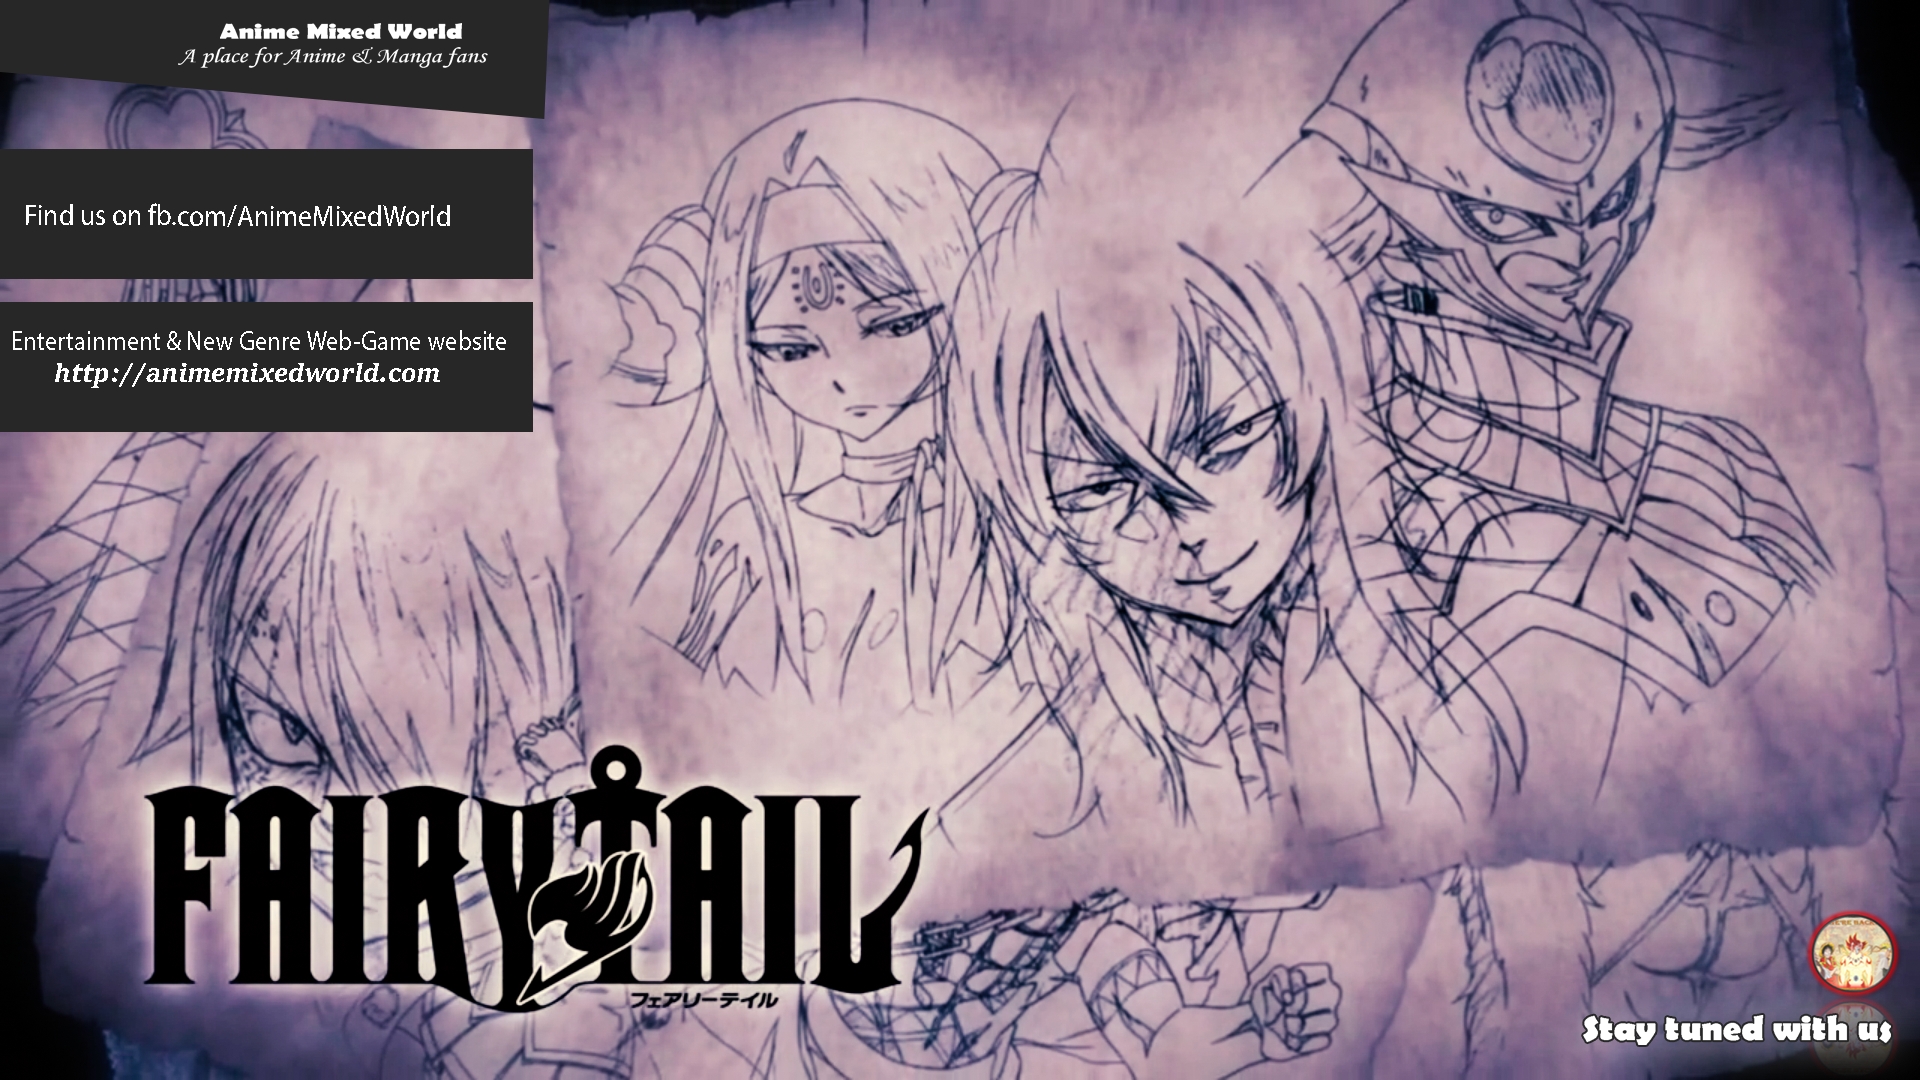 Anime Mixed World
A place for Anime & Manga fans
Find us on fb.com/AnimeMixedWorld
Entertainment & New Genre Web-Game website
http://animemixedworld.com
FAIRY TAIL
フェアリーテイル
Stay tuned with us